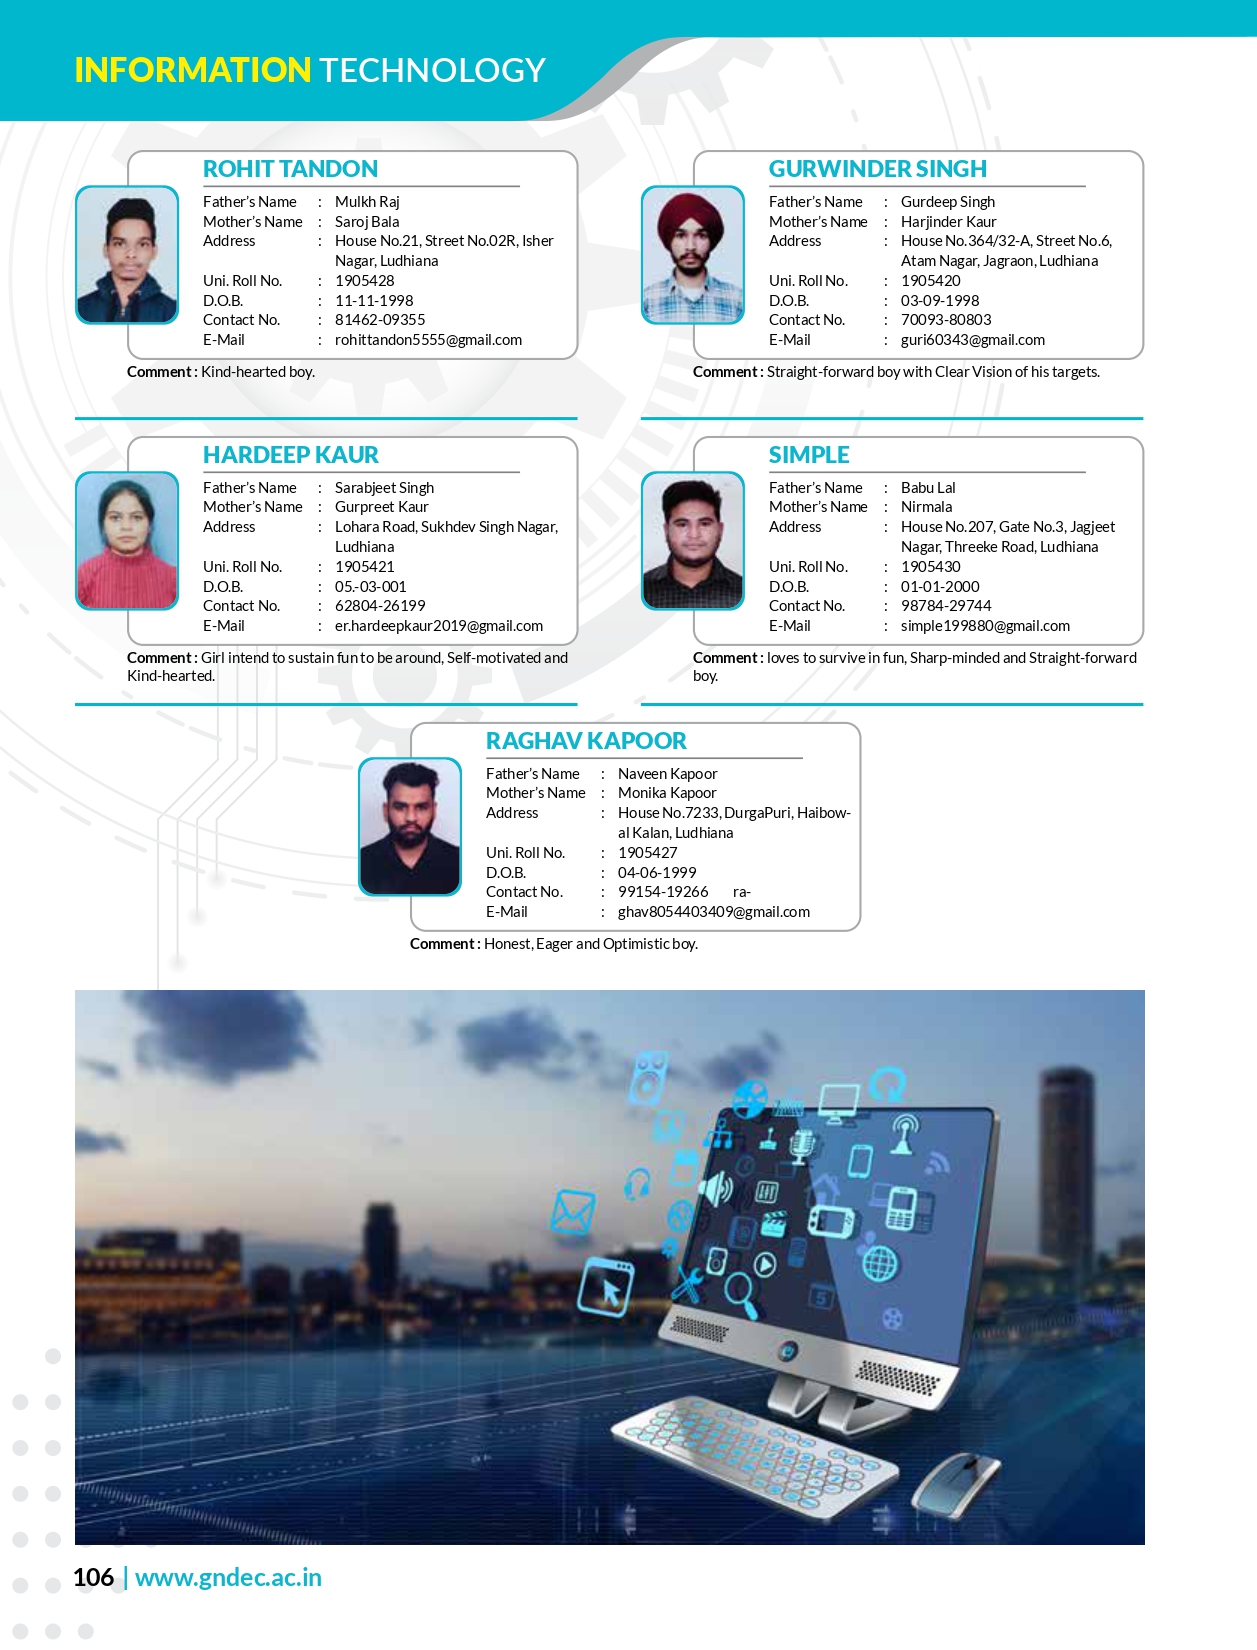 INFORMATION TECHNOLOGY
ROHIT TANDON
Father's Name : Mulkh Raj
Mother's Name : Saroj Bala
Address : House No.21, Street No.02R, Isher
Nagar, Ludhiana
Uni. Roll No. : 1905428
D.O.B. : 11-11-1998
Contact No. : 81462-09355
E-Mail : rohittandon5555@gmail.com
Comment : Kind-hearted boy.
GURWINDER SINGH
Father's Name : Gurdeep Singh
Mother's Name : Harjinder Kaur
Address : House No.364/32-A, Street No.6,
Atam Nagar, Jagraon, Ludhiana
Uni. Roll No. : 1905420
D.O.B. : 03-09-1998
Contact No. : 70093-80803
E-Mail : guri60343@gmail.com
Comment : Straight-forward boy with Clear Vision of his targets.
HARDEEP KAUR
Father's Name : Sarabjeet Singh
Mother's Name : Gurpreet Kaur
Address : Lohara Road, Sukhdev Singh Nagar,
Ludhiana
Uni. Roll No. : 1905421
D.O.B. : 05.-03-001
Contact No. : 62804-26199
E-Mail : er.hardeepkaur2019@gmail.com
Comment : Girl intend to sustain fun to be around, Self-motivated and
Kind-hearted.
SIMPLE
Father's Name : Babu Lal
Mother's Name : Nirmala
Address : House No.207, Gate No.3, Jagjeet
Nagar, Threeke Road, Ludhiana
Uni. Roll No. : 1905430
D.O.B. : 01-01-2000
Contact No. : 98784-29744
E-Mail : simple199880@gmail.com
Comment : loves to survive in fun, Sharp-minded and Straight-forward
boy.
RAGHAV KAPOOR
Father's Name : Naveen Kapoor
Mother's Name : Monika Kapoor
Address : House No.7233, DurgaPuri, Haibow-
al Kalan, Ludhiana
Uni. Roll No. : 1905427
D.O.B. : 04-06-1999
Contact No. : 99154-19266 ra-
E-Mail : ghav8054403409@gmail.com
Comment : Honest, Eager and Optimistic boy.
5
106 | www.gndec.ac.in